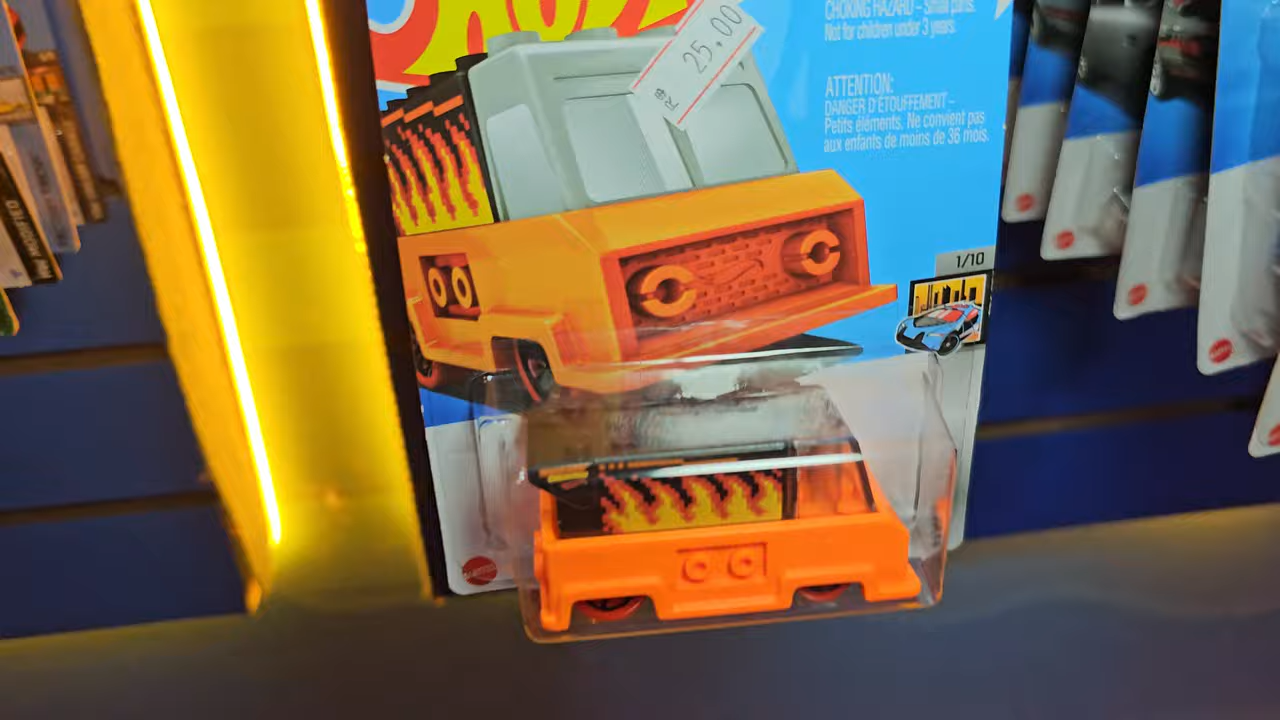 HOT
R$ 25,00
CHOKING HAZARD – Small parts.
Not for children under 3 years.
ATTENTION:
DANGER D'ÉTOUFFEMENT –
Petits éléments. Ne convient pas
aux enfants de moins de 36 mois.
1/10